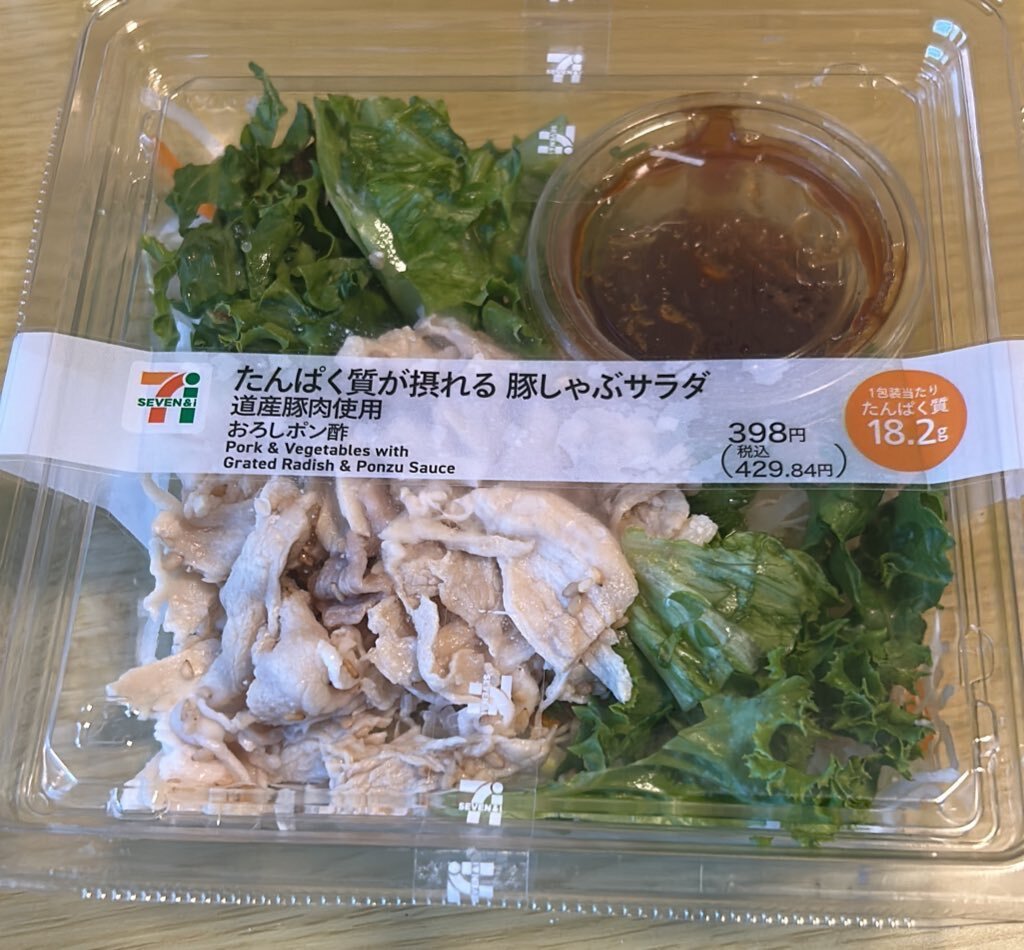 SEVEN&i
たんぱく質が摂れる 豚しゃぶサラダ
道産豚肉使用
おろしポン酢
Pork & Vegetables with
Grated Radish & Ponzu Sauce
398円
(税込
429.84円)
1包装当たり
たんぱく質
18.2g
SEVEN&i